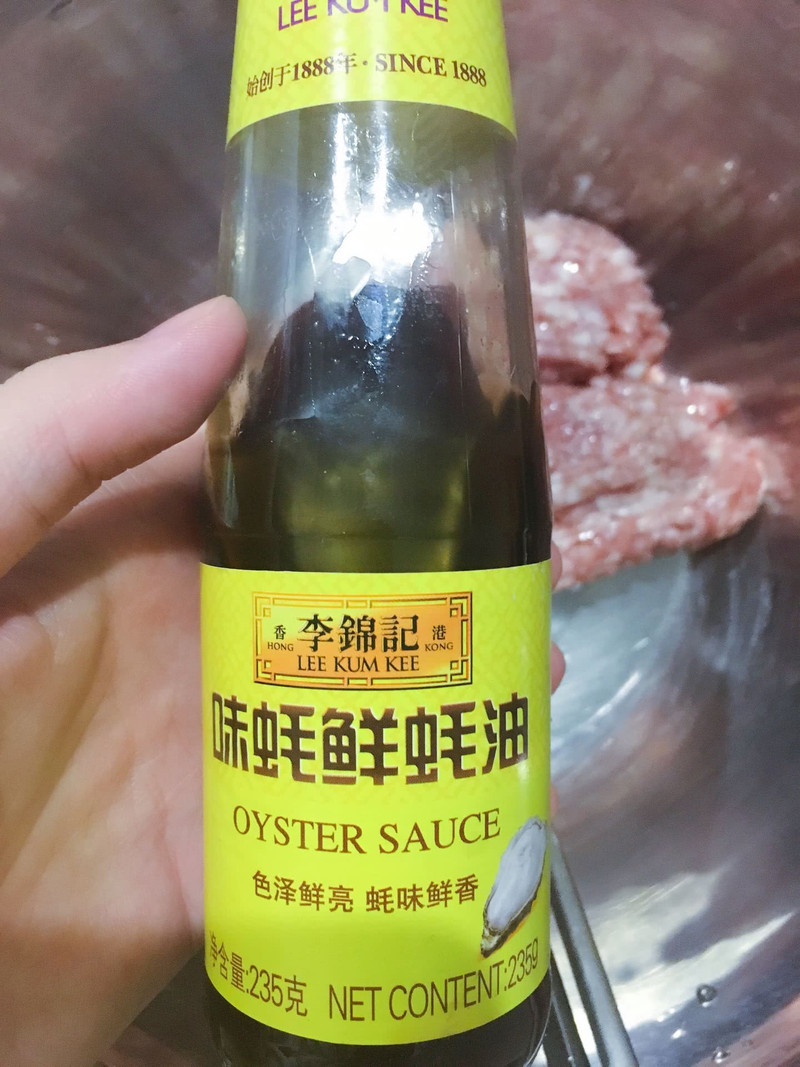 LEE KUM KEE
始创于1888年·SINCE 1888
香 李錦記 港
HONG LEE KUM KEE KONG
味蚝鲜蚝油
OYSTER SAUCE
色泽鲜亮 蚝味鲜香
净含量:235克 NET CONTENT:235g